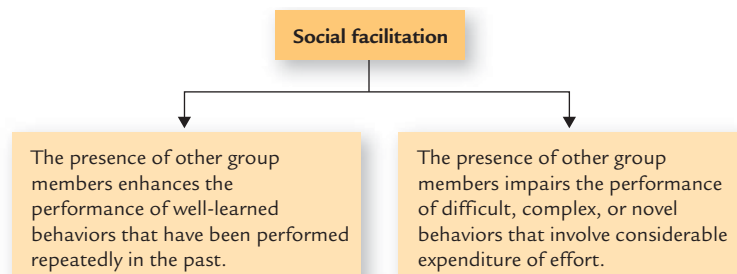 Social facilitation
The presence of other group
members enhances the
performance of well-learned
behaviors that have been performed
repeatedly in the past.
The presence of other group
members impairs the performance
of difficult, complex, or novel
behaviors that involve considerable
expenditure of effort.